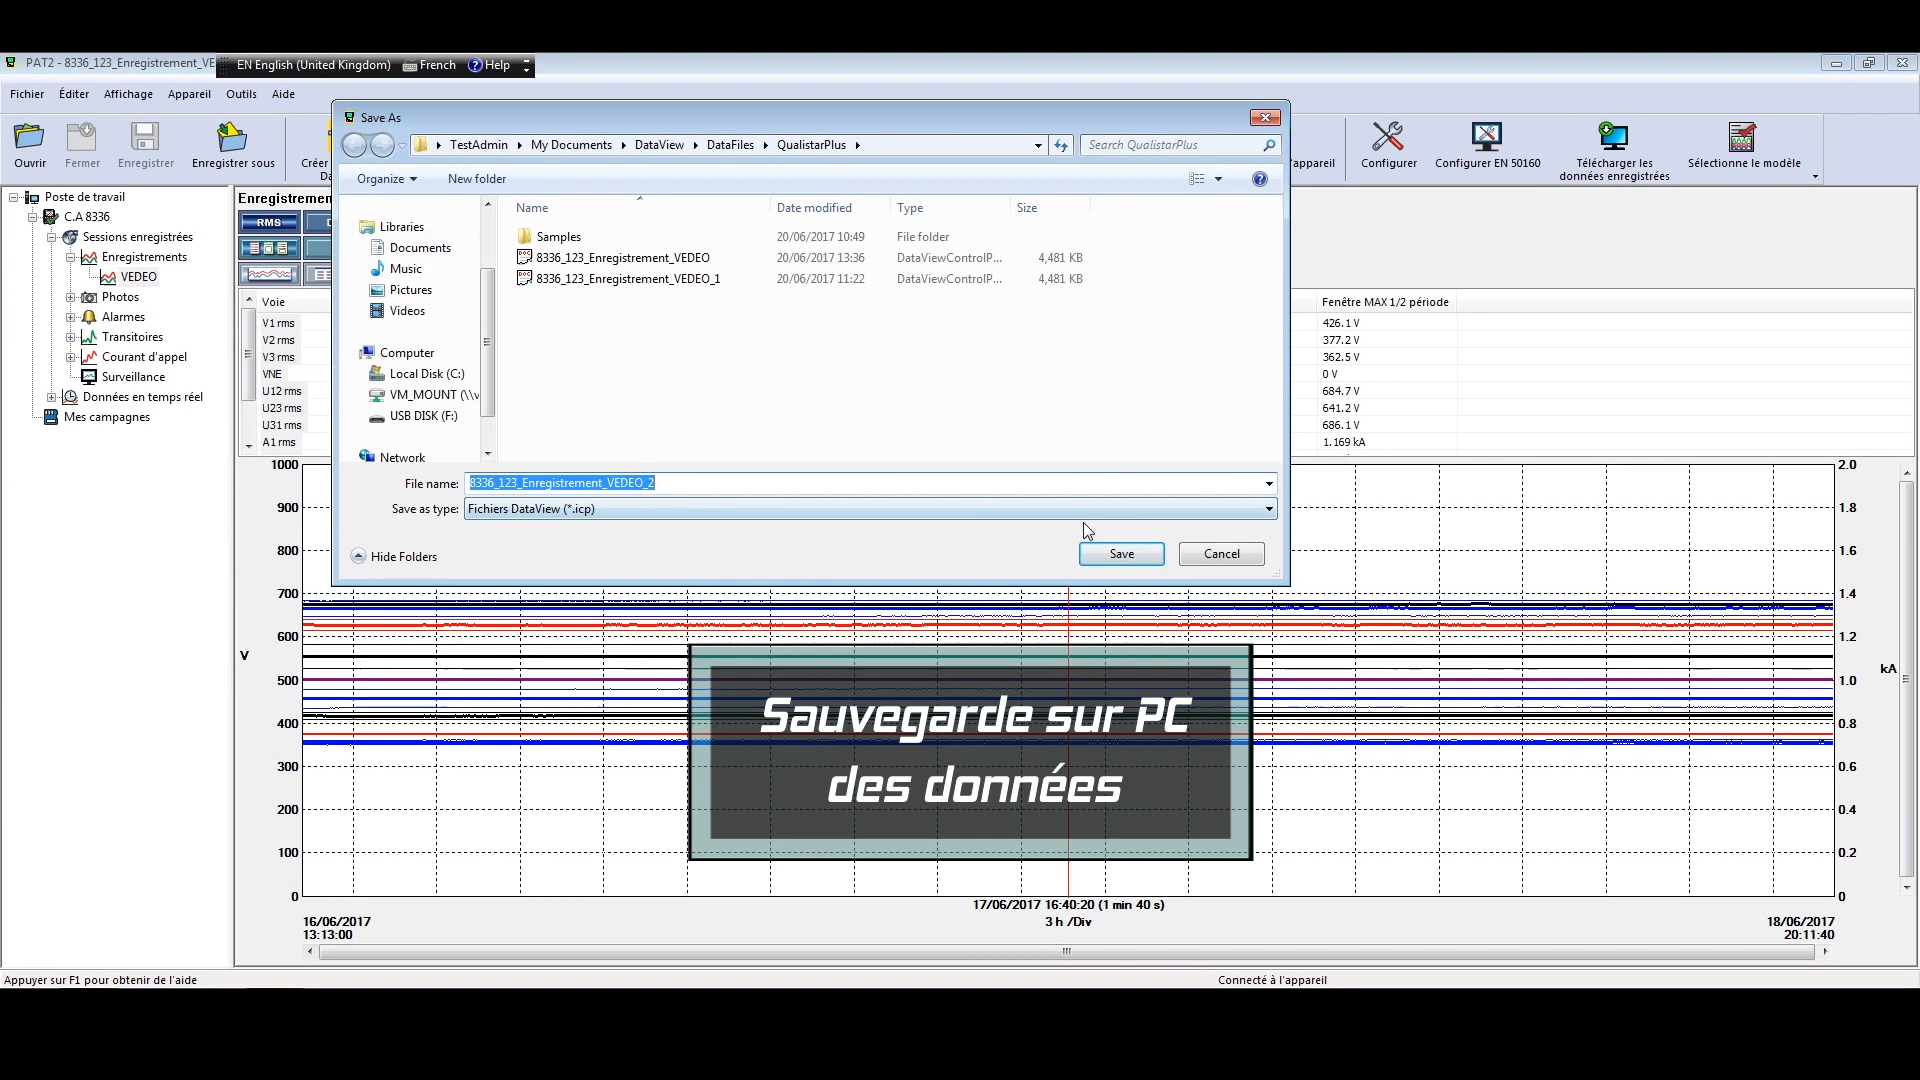 PAT2 - 8336_123_Enregistrement_VE
EN English (United Kingdom) French Help
Fichier Éditer Affichage Appareil Outils Aide
Ouvrir Fermer Enregistrer Enregistrer sous Créer
'appareil Configurer Configurer EN 50160 Télécharger les Sélectionne le modèle
données enregistrées
Save As
TestAdmin My Documents DataView DataFiles QualistarPlus
Search QualistarPlus
Organize New folder
Name Date modified Type Size
Samples 20/06/2017 10:49 File folder
8336_123_Enregistrement_VEDEO 20/06/2017 13:36 DataViewControlP... 4,481 KB
8336_123_Enregistrement_VEDEO_1 20/06/2017 11:22 DataViewControlP... 4,481 KB
Libraries
Documents
Music
Pictures
Videos
Computer
Local Disk (C:)
VM_MOUNT (\\v
USB DISK (F:)
Network
File name: 8336_123_Enregistrement_VEDEO_2
Save as type: Fichiers DataView (*.icp)
Hide Folders
Save Cancel
Poste de travail
C.A 8336
Sessions enregistrées
Enregistrements
VEDEO
Photos
Alarmes
Transitoires
Courant d'appel
Surveillance
Données en temps réel
Mes campagnes
Enregistremen
RMS
Voie
V1 rms
V2 rms
V3 rms
VNE
U12 rms
U23 rms
U31 rms
A1 rms
Fenêtre MAX 1/2 période
426.1 V
377.2 V
362.5 V
0 V
684.7 V
641.2 V
686.1 V
1.169 kA
1000
900
800
700
600
V
500
400
300
200
100
0
2.0
1.8
1.6
1.4
1.2
kA
1.0
0.8
0.6
0.4
0.2
0
Sauvegarde sur PC
des données
17/06/2017 16:40:20 (1 min 40 s)
3 h /Div
16/06/2017
13:13:00
18/06/2017
20:11:40
Appuyer sur F1 pour obtenir de l'aide
Connecté à l'appareil